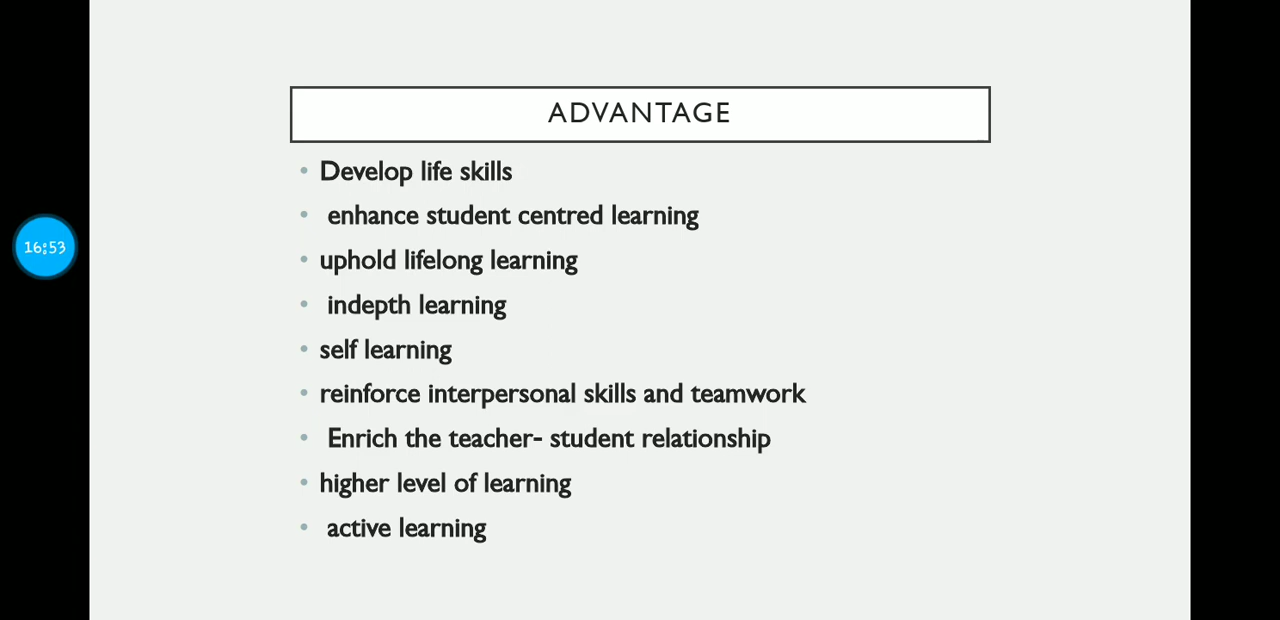 ADVANTAGE
• Develop life skills
• enhance student centred learning
16:53
• uphold lifelong learning
• indepth learning
• self learning
• reinforce interpersonal skills and teamwork
• Enrich the teacher- student relationship
• higher level of learning
• active learning